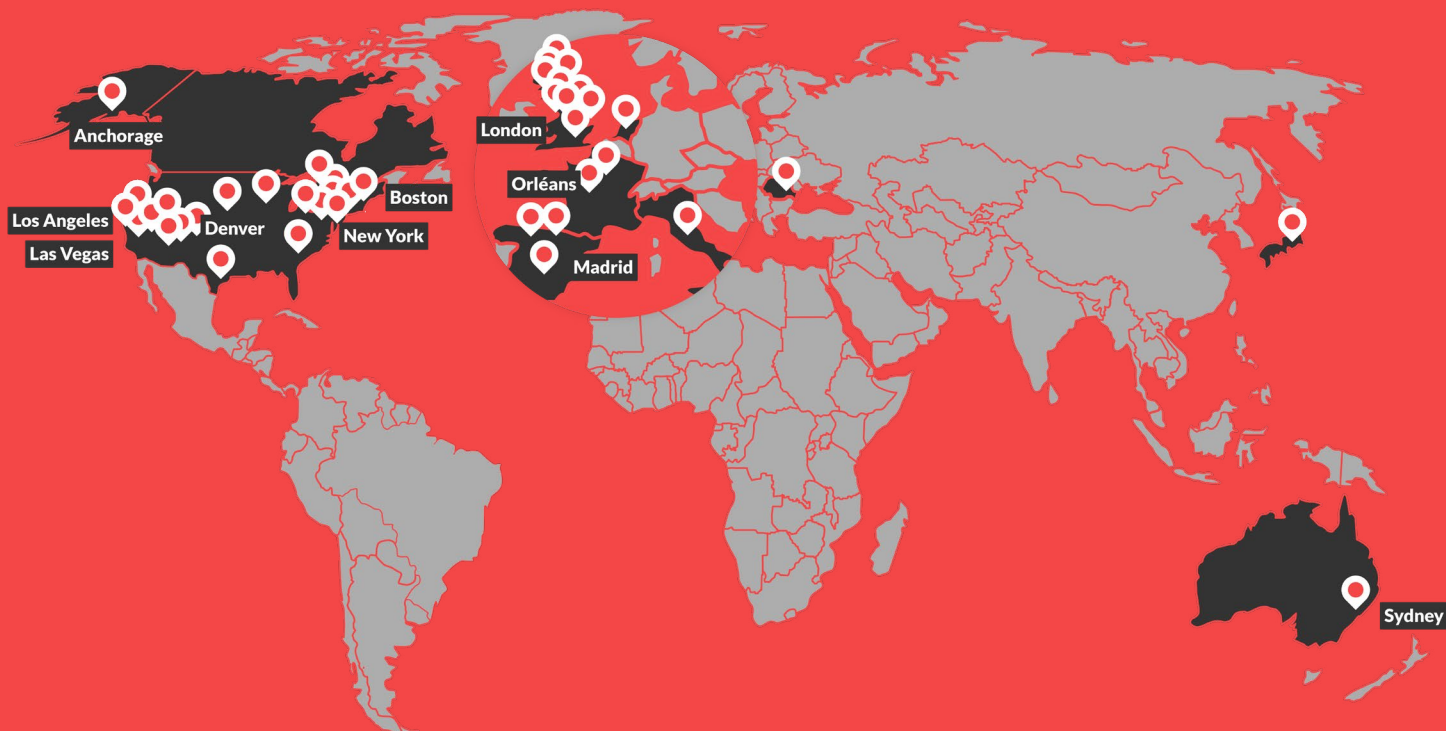 Anchorage
London
Orléans
Boston
Los Angeles
Denver
New York
Las Vegas
Madrid
Sydney